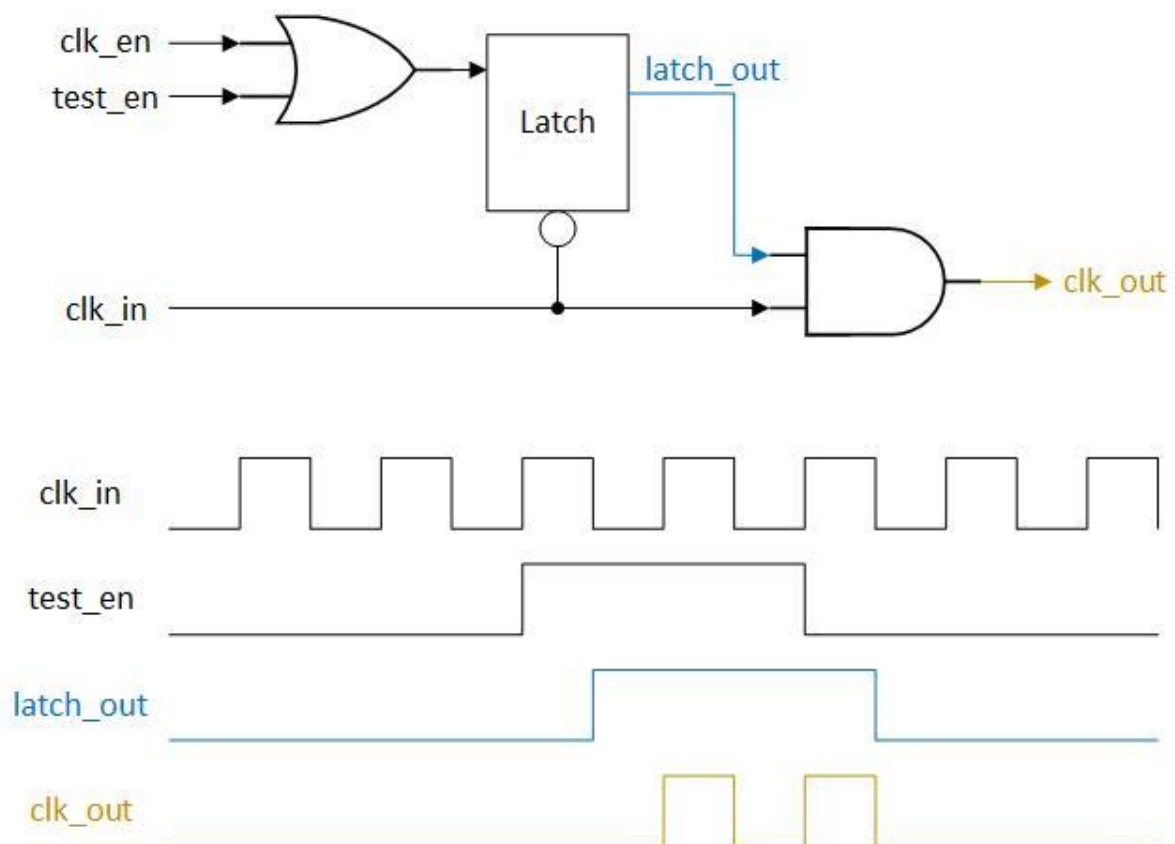 clk_en
test_en
latch_out
Latch
clk_in
clk_out
clk_in
test_en
latch_out
clk_out